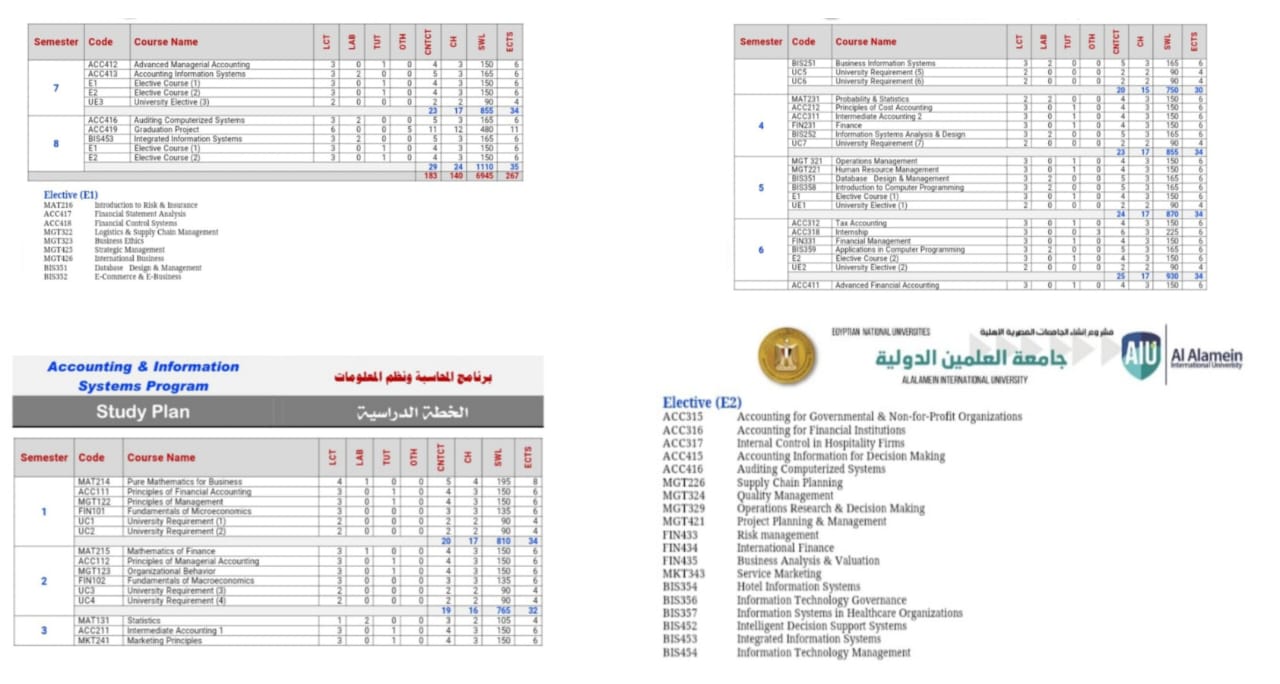 Semester Code Course Name LCT LAB TUT OTH CNTCT CH SWL ECTS
7
ACC412 Advanced Managerial Accounting 3 0 1 0 4 3 150 6
ACC413 Accounting Information Systems 3 2 0 0 5 3 165 6
E1 Elective Course (1) 3 0 1 0 4 3 150 6
E2 Elective Course (2) 3 0 1 0 4 3 150 6
UE3 University Elective (3) 2 0 0 0 2 2 90 4
23 17 855 34
8
ACC416 Auditing Computerized Systems 3 2 0 0 5 3 165 6
ACC419 Graduation Project 6 0 0 5 11 12 480 11
BIS453 Integrated Information Systems 3 2 0 0 5 3 165 6
E1 Elective Course (1) 3 0 1 0 4 3 150 6
E2 Elective Course (2) 3 0 1 0 4 3 150 6
29 24 1110 35
183 140 6945 267
Elective (E1)
MAT216 Introduction to Risk & Insurance
ACC417 Financial Statement Analysis
ACC418 Financial Control Systems
MGT322 Logistics & Supply Chain Management
MGT323 Business Ethics
MGT425 Strategic Management
MGT426 International Business
BIS351 Database Design & Management
BIS352 E-Commerce & E-Business
Semester Code Course Name LCT LAB TUT OTH CNTCT CH SWL ECTS
BIS251 Business Information Systems 3 2 0 0 5 3 165 6
UC5 University Requirement (5) 2 0 0 0 2 2 90 4
UC6 University Requirement (6) 2 0 0 0 2 2 90 4
20 15 750 30
4
MAT231 Probability & Statistics 2 2 0 0 4 3 150 6
ACC212 Principles of Cost Accounting 3 0 1 0 4 3 150 6
ACC311 Intermediate Accounting 2 3 0 1 0 4 3 150 6
FIN231 Finance 3 0 1 0 4 3 150 6
BIS252 Information Systems Analysis & Design 3 2 0 0 5 3 165 6
UC7 University Requirement (7) 2 0 0 0 2 2 90 4
23 17 855 34
5
MGT 321 Operations Management 3 0 1 0 4 3 150 6
MGT221 Human Resource Management 3 0 1 0 4 3 150 6
BIS351 Database Design & Management 3 2 0 0 5 3 165 6
BIS358 Introduction to Computer Programming 3 2 0 0 5 3 165 6
E1 Elective Course (1) 3 0 1 0 4 3 150 6
UE1 University Elective (1) 2 0 0 0 2 2 90 4
24 17 870 34
6
ACC312 Tax Accounting 3 0 1 0 4 3 150 6
ACC318 Internship 3 0 0 3 6 3 225 6
FIN331 Financial Management 3 0 1 0 4 3 150 6
BIS359 Applications in Computer Programming 3 2 0 0 5 3 165 6
E2 Elective Course (2) 3 0 1 0 4 3 150 6
UE2 University Elective (2) 2 0 0 0 2 2 90 4
25 17 930 34
ACC411 Advanced Financial Accounting 3 0 1 0 4 3 150 6
Accounting & Information
Systems Program
برنامج المحاسبة ونظم المعلومات
Study Plan
الخطة الدراسية
Semester Code Course Name LCT LAB TUT OTH CNTCT CH SWL ECTS
1
MAT214 Pure Mathematics for Business 4 1 0 0 5 4 195 8
ACC111 Principles of Financial Accounting 3 0 1 0 4 3 150 6
MGT122 Principles of Management 3 0 1 0 4 3 150 6
FIN101 Fundamentals of Microeconomics 3 0 0 0 3 3 135 6
UC1 University Requirement (1) 2 0 0 0 2 2 90 4
UC2 University Requirement (2) 2 0 0 0 2 2 90 4
20 17 810 34
2
MAT215 Mathematics of Finance 3 1 0 0 4 3 150 6
ACC112 Principles of Managerial Accounting 3 0 1 0 4 3 150 6
MGT123 Organizational Behavior 3 0 1 0 4 3 150 6
FIN102 Fundamentals of Macroeconomics 3 0 0 0 3 3 135 6
UC3 University Requirement (3) 2 0 0 0 2 2 90 4
UC4 University Requirement (4) 2 0 0 0 2 2 90 4
19 16 765 32
3
MAT131 Statistics 1 2 0 0 3 2 105 4
ACC211 Intermediate Accounting 1 3 0 1 0 4 3 150 6
MKT241 Marketing Principles 3 0 1 0 4 3 150 6
EGYPTIAN NATIONAL UNIVERSITIES
مشروع إنشاء الجامعات المصرية الأهلية
جامعة العلمين الدولية
ALALAMEIN INTERNATIONAL UNIVERSITY
AIU
Al Alamein
International University
Elective (E2)
ACC315 Accounting for Governmental & Non-for-Profit Organizations
ACC316 Accounting for Financial Institutions
ACC317 Internal Control in Hospitality Firms
ACC415 Accounting Information for Decision Making
ACC416 Auditing Computerized Systems
MGT226 Supply Chain Planning
MGT324 Quality Management
MGT329 Operations Research & Decision Making
MGT421 Project Planning & Management
FIN433 Risk management
FIN434 International Finance
FIN435 Business Analysis & Valuation
MKT343 Service Marketing
BIS354 Hotel Information Systems
BIS356 Information Technology Governance
BIS357 Information Systems in Healthcare Organizations
BIS452 Intelligent Decision Support Systems
BIS453 Integrated Information Systems
BIS454 Information Technology Management